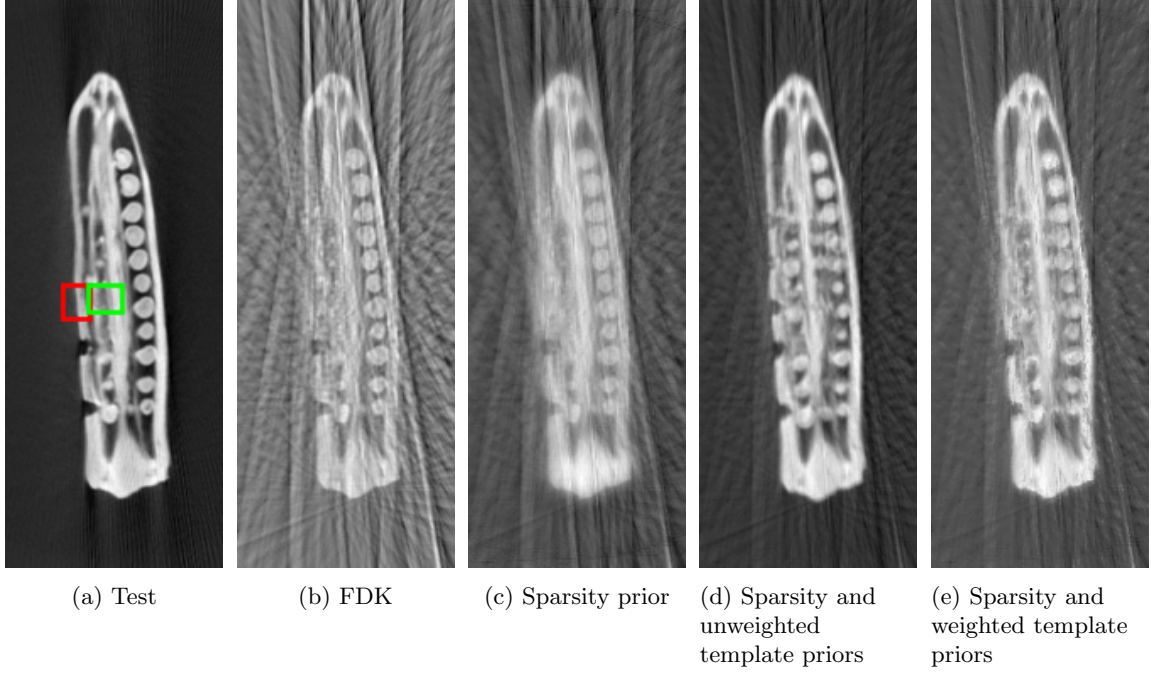 (a) Test
(b) FDK
(c) Sparsity prior
(d) Sparsity and
unweighted
template priors
(e) Sparsity and
weighted template
priors